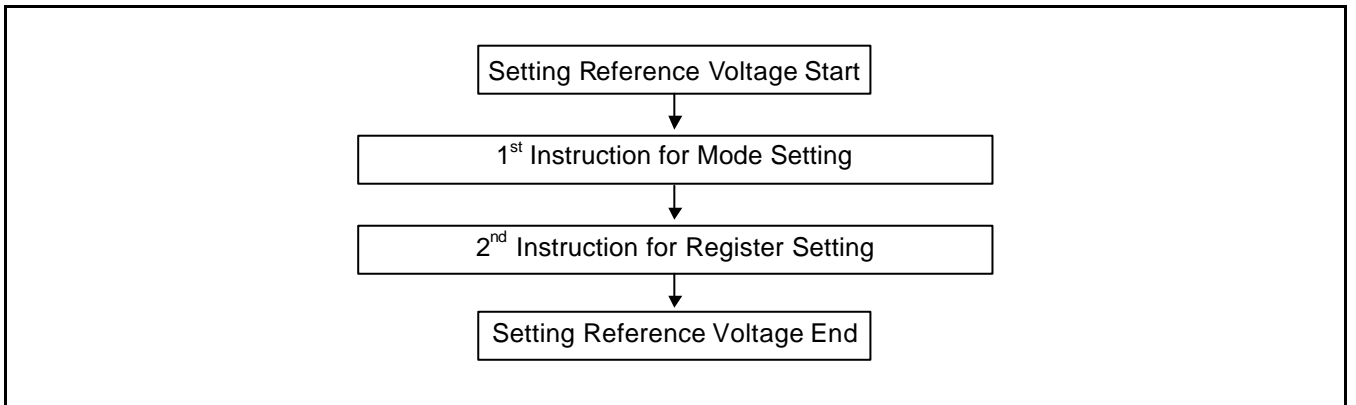 Setting Reference Voltage Start
1st Instruction for Mode Setting
2nd Instruction for Register Setting
Setting Reference Voltage End